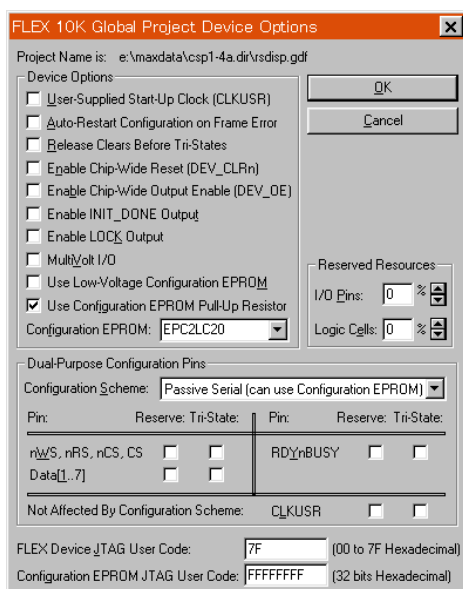 FLEX 10K Global Project Device Options
Project Name is: e:\maxdata\csp1-4a.dir\rsdisp.gdf
Device Options
User-Supplied Start-Up Clock (CLKUSR)
Auto-Restart Configuration on Frame Error
Release Clears Before Tri-States
Enable Chip-Wide Reset (DEV_CLRn)
Enable Chip-Wide Output Enable (DEV_OE)
Enable INIT_DONE Output
Enable LOCK Output
MultiVolt I/O
Use Low-Voltage Configuration EPROM
Use Configuration EPROM Pull-Up Resistor
Configuration EPROM: EPC2LC20
OK
Cancel
Reserved Resources
I/O Pins: 0 %
Logic Cells: 0 %
Dual-Purpose Configuration Pins
Configuration Scheme: Passive Serial (can use Configuration EPROM)
Pin: Reserve: Tri-State: Pin: Reserve: Tri-State:
nWS, nRS, nCS, CS RDYnBUSY
Data[1..7]
Not Affected By Configuration Scheme: CLKUSR
FLEX Device JTAG User Code: 7F (00 to 7F Hexadecimal)
Configuration EPROM JTAG User Code: FFFFFFFF (32 bits Hexadecimal)